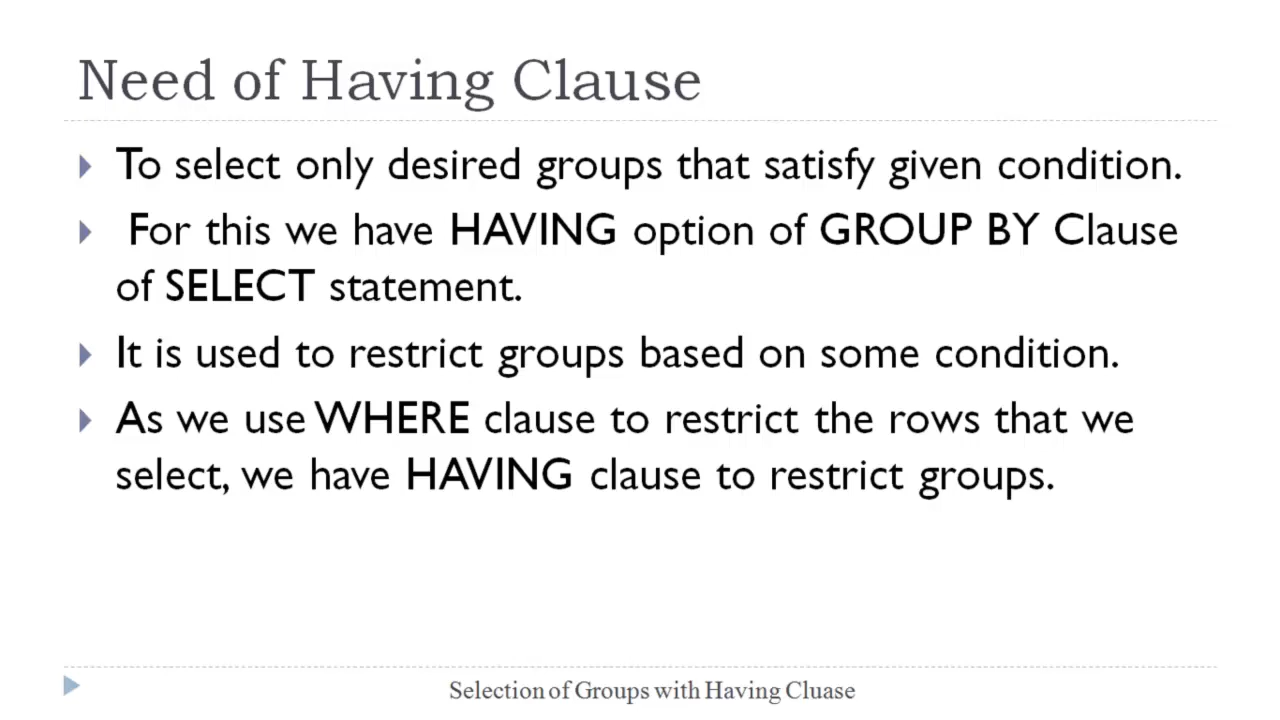 Need of Having Clause
To select only desired groups that satisfy given condition.
For this we have HAVING option of GROUP BY Clause
of SELECT statement.
It is used to restrict groups based on some condition.
As we use WHERE clause to restrict the rows that we
select, we have HAVING clause to restrict groups.
Selection of Groups with Having Cluase